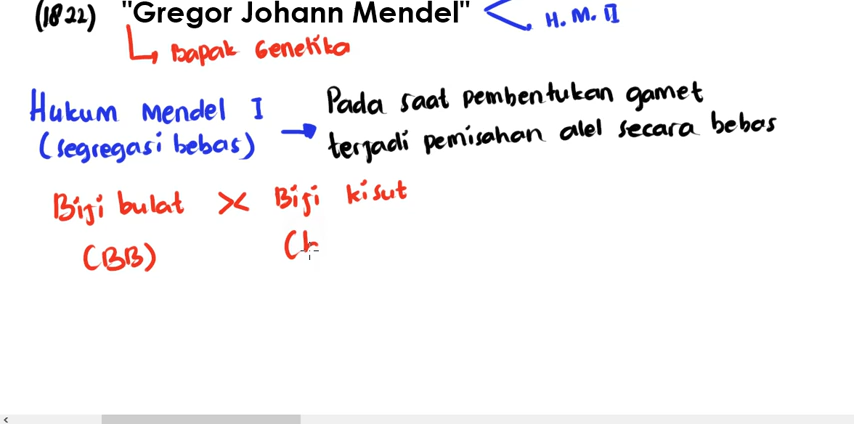 (1822) "Gregor Johann Mendel" H. M. II
Bapak Genetika
Hukum Mendel I
(segregasi bebas)
Pada saat pembentukan gamet
terjadi pemisahan alel secara bebas
Biji bulat × Biji kisut
(BB) (